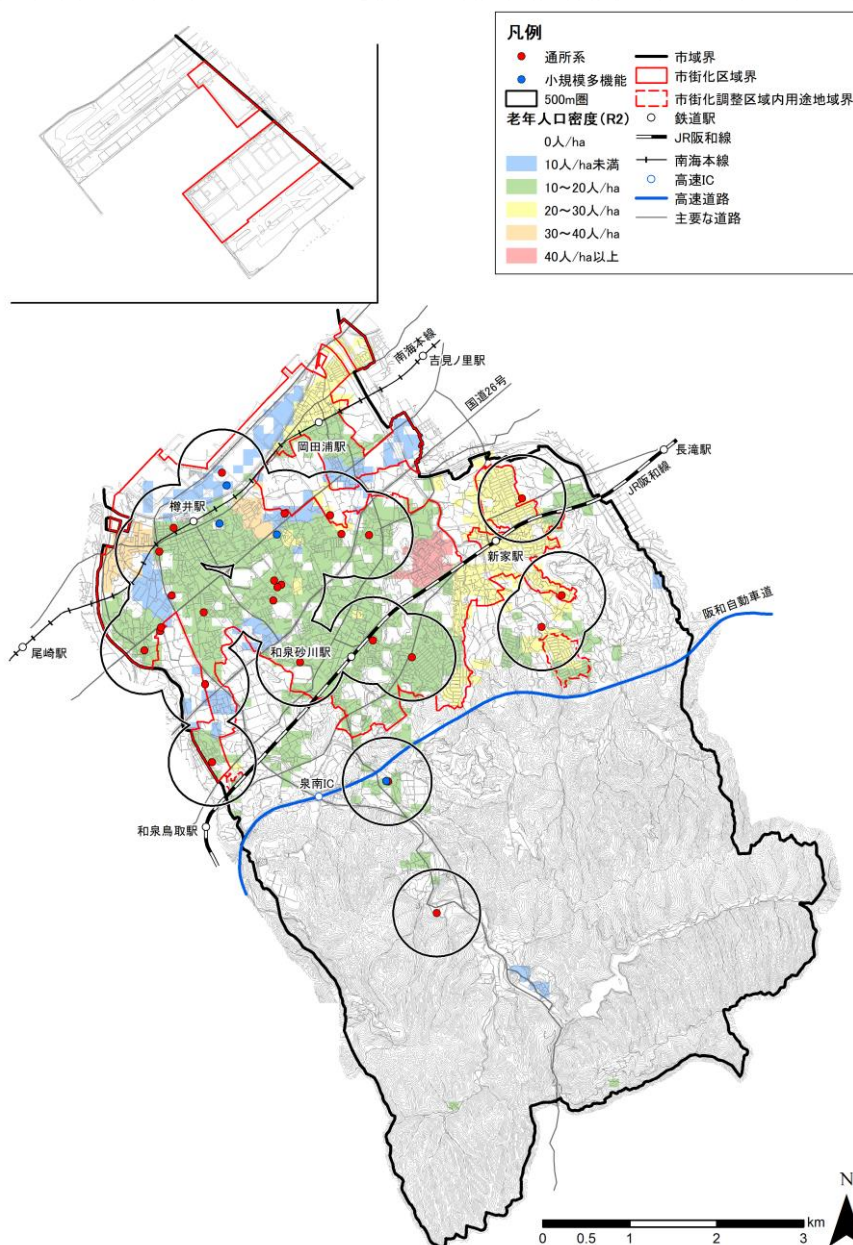 凡例
通所系
小規模多機能
500m圏
老年人口密度(R2)
0人/ha
10人/ha未満
10～20人/ha
20～30人/ha
30～40人/ha
40人/ha以上
市域界
市街化区域界
市街化調整区域内用途地域界
鉄道駅
JR阪和線
南海本線
高速IC
高速道路
主要な道路
南海本線
吉見ノ里駅
国道26号
岡田浦駅
長滝駅
JR阪和線
樽井駅
新家駅
阪和自動車道
尾崎駅
和泉砂川駅
泉南IC
和泉鳥取駅
N
km
0 0.5 1 2 3